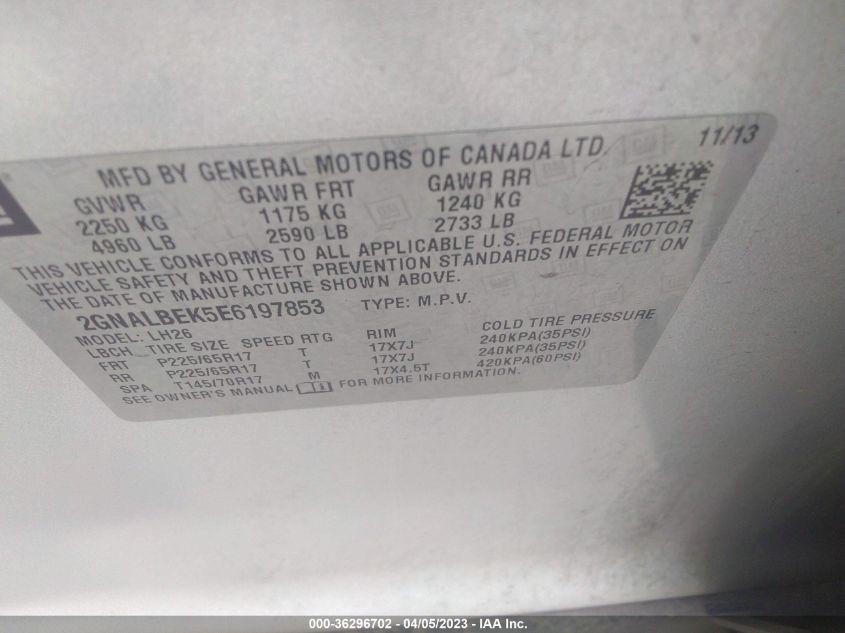 MFD BY GENERAL MOTORS OF CANADA LTD. 11/13
GVWR GAWR FRT GAWR RR
2250 KG 1175 KG 1240 KG
4960 LB 2590 LB 2733 LB
THIS VEHICLE CONFORMS TO ALL APPLICABLE U.S. FEDERAL MOTOR
VEHICLE SAFETY AND THEFT PREVENTION STANDARDS IN EFFECT ON
THE DATE OF MANUFACTURE SHOWN ABOVE.
2GNALBEK5E6197853 TYPE: M.P.V.
MODEL: LH26
LBCH TIRE SIZE SPEED RTG RIM COLD TIRE PRESSURE
FRT P225/65R17 T 17X7J 240KPA(35PSI)
RR P225/65R17 T 17X7J 240KPA(35PSI)
SPA T145/70R17 M 17X4.5T 420KPA(60PSI)
SEE OWNER'S MANUAL FOR MORE INFORMATION.
000-36296702 - 04/05/2023 - IAA Inc.